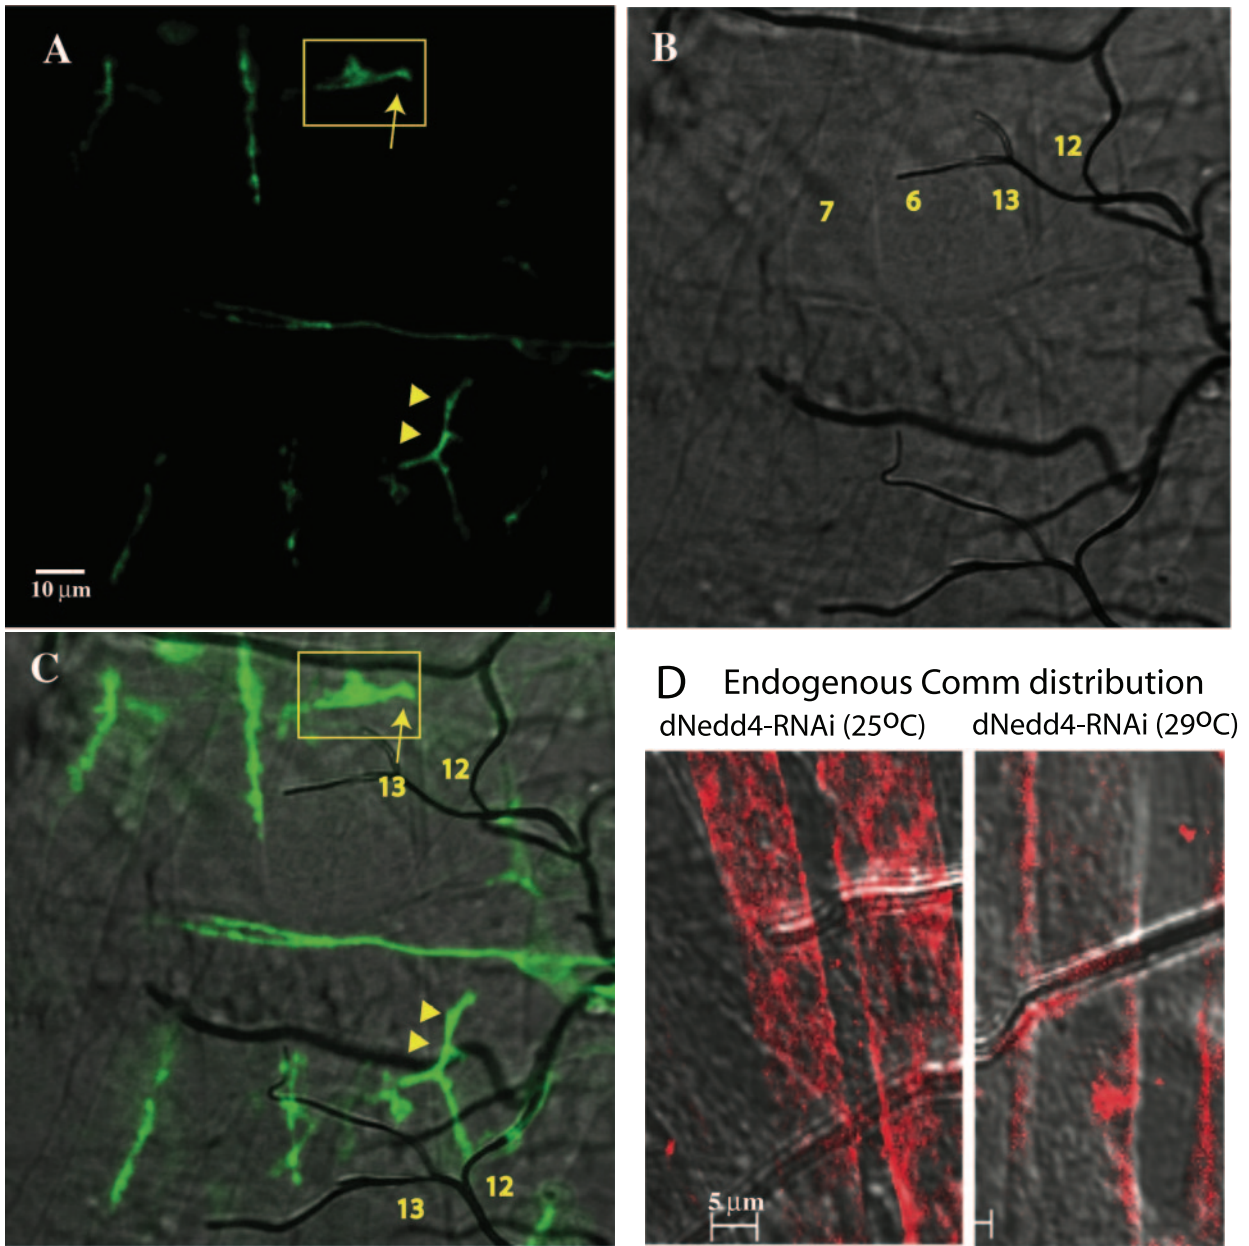 A
10 µm
B
12
7 6 13
C
12
13
12
13
D Endogenous Comm distribution
dNedd4-RNAi (25ºC) dNedd4-RNAi (29ºC)
5 µm